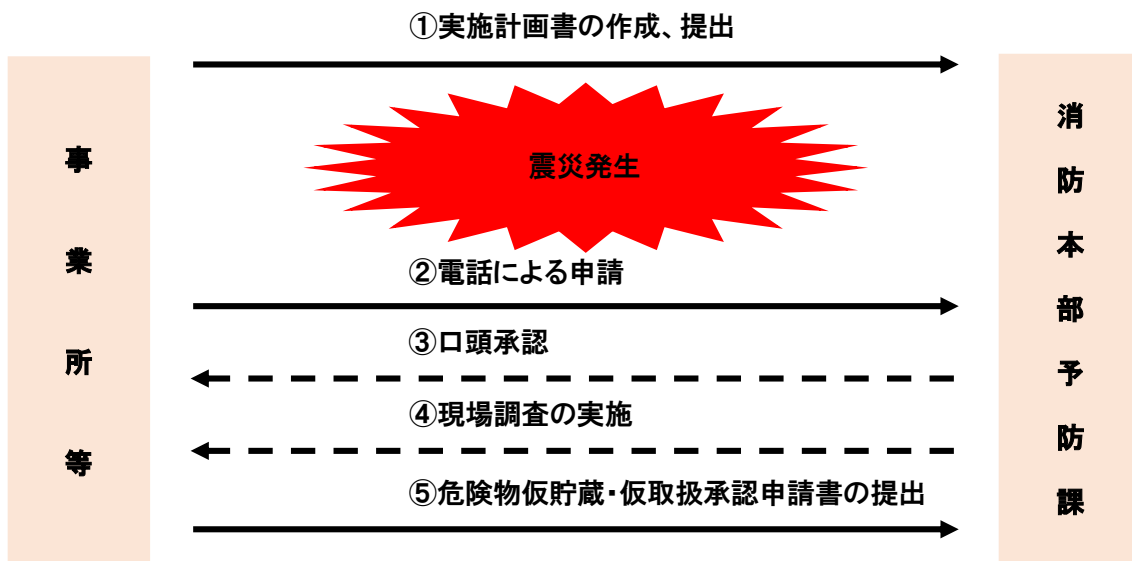 ①実施計画書の作成、提出
事業所等
震災発生
消防本部予防課
②電話による申請
③口頭承認
④現場調査の実施
⑤危険物仮貯蔵・仮取扱承認申請書の提出